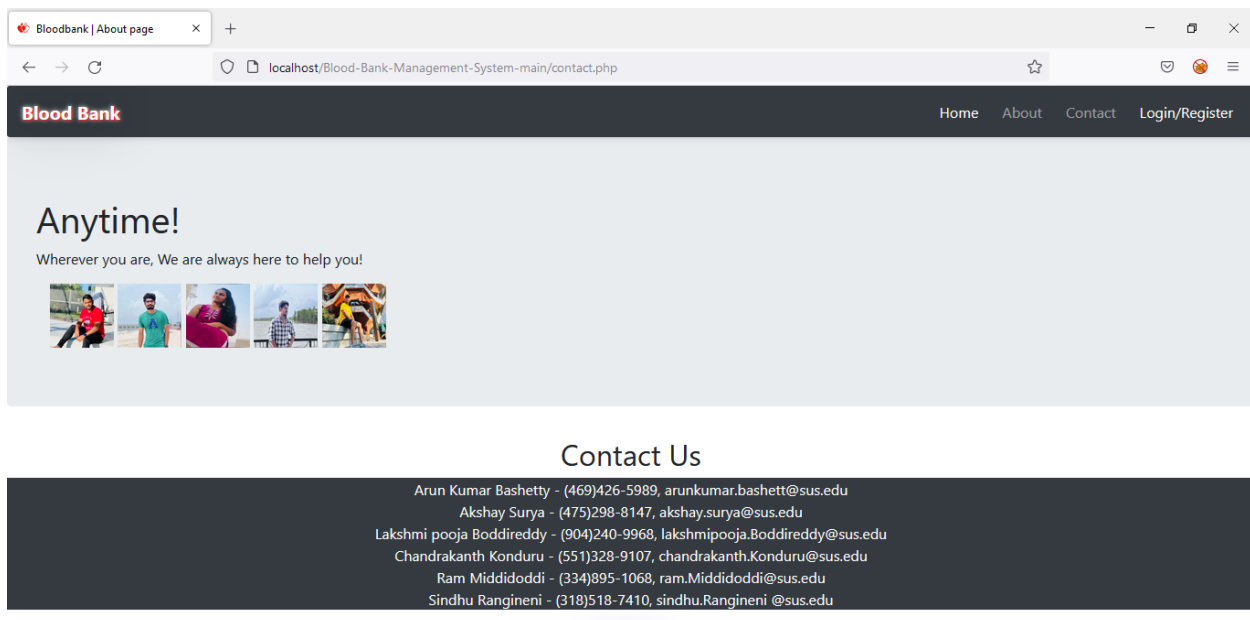 Bloodbank | About page
localhost/Blood-Bank-Management-System-main/contact.php
Blood Bank
Home About Contact Login/Register
Anytime!
Wherever you are, We are always here to help you!
Contact Us
Arun Kumar Bashetty - (469)426-5989, arunkumar.bashett@sus.edu
Akshay Surya - (475)298-8147, akshay.surya@sus.edu
Lakshmi pooja Boddireddy - (904)240-9968, lakshmipooja.Boddireddy@sus.edu
Chandrakanth Konduru - (551)328-9107, chandrakanth.Konduru@sus.edu
Ram Middidoddi - (334)895-1068, ram.Middidoddi@sus.edu
Sindhu Rangineni - (318)518-7410, sindhu.Rangineni @sus.edu